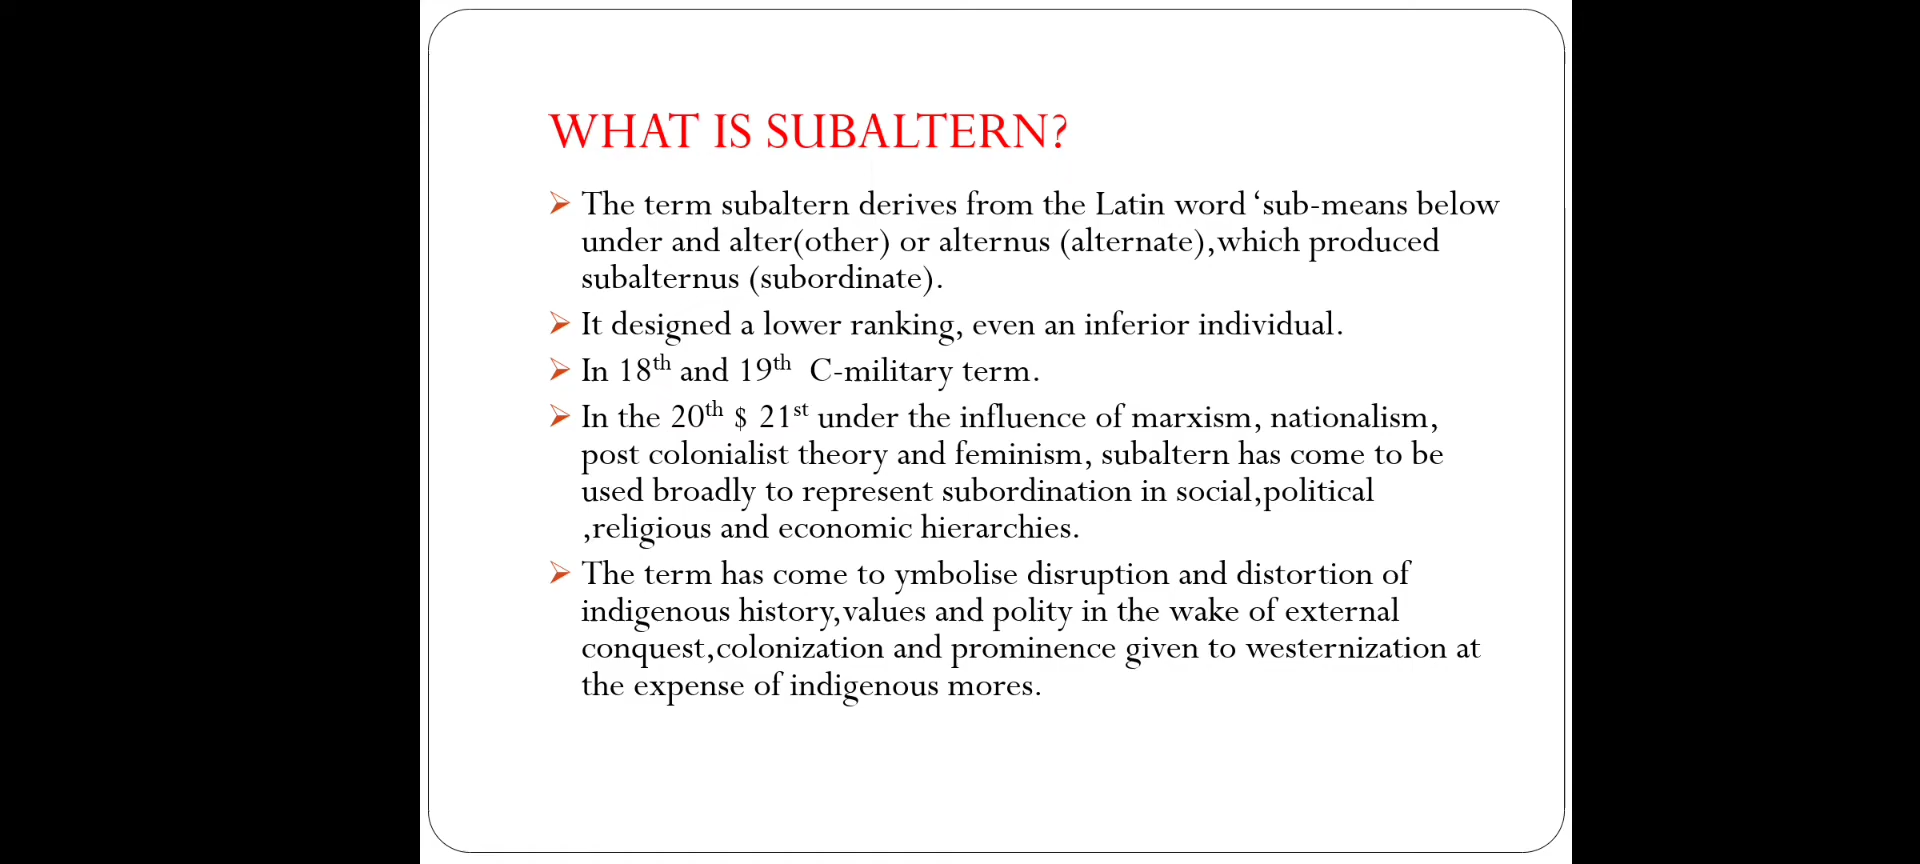 WHAT IS SUBALTERN?
➢ The term subaltern derives from the Latin word ‘sub-means below
under and alter(other) or alternus (alternate),which produced
subalternus (subordinate).
➢ It designed a lower ranking, even an inferior individual.
➢ In 18th and 19th  C-military term.
➢ In the 20th $ 21st under the influence of marxism, nationalism,
post colonialist theory and feminism, subaltern has come to be
used broadly to represent subordination in social,political
,religious and economic hierarchies.
➢ The term has come to ymbolise disruption and distortion of
indigenous history,values and polity in the wake of external
conquest,colonization and prominence given to westernization at
the expense of indigenous mores.